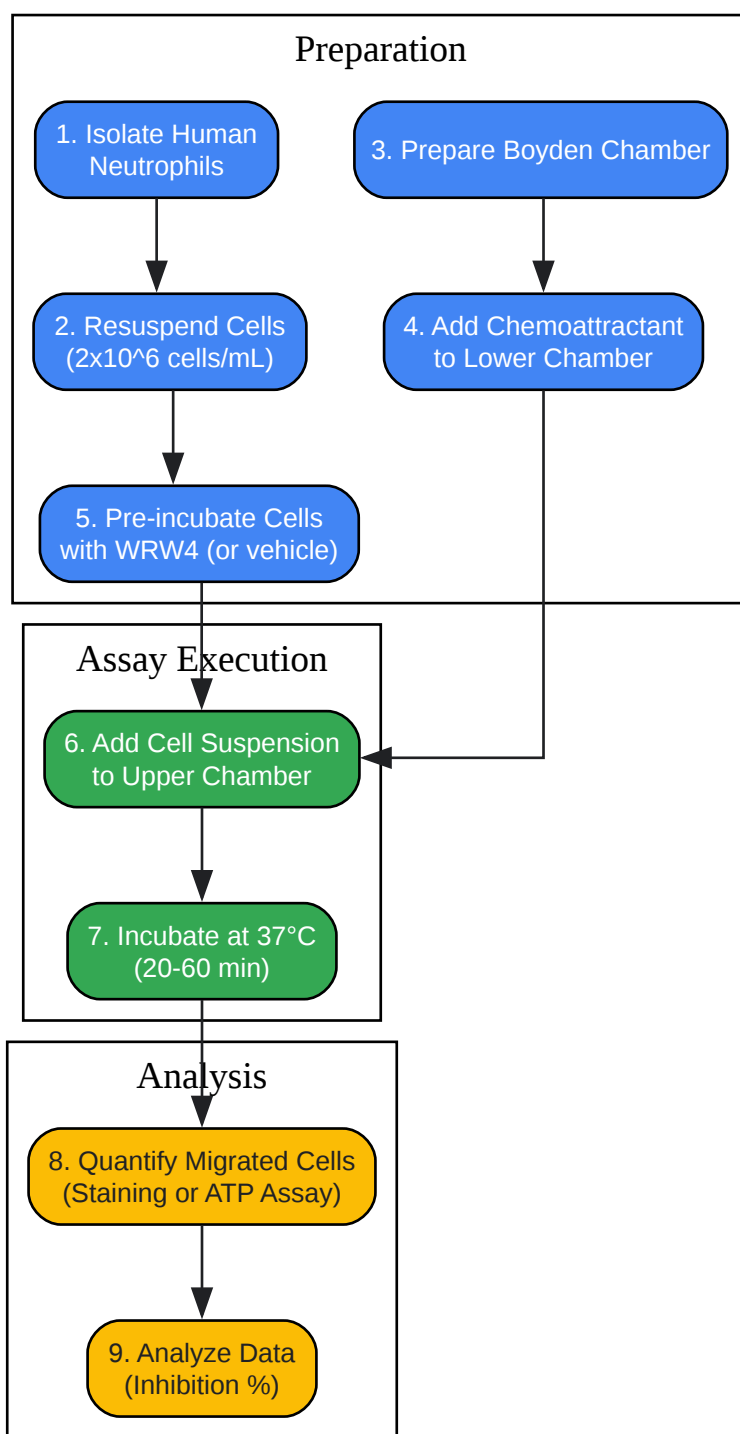 Preparation
1. Isolate Human
Neutrophils
3. Prepare Boyden Chamber
2. Resuspend Cells
(2x10^6 cells/mL)
4. Add Chemoattractant
to Lower Chamber
5. Pre-incubate Cells
with WRW4 (or vehicle)
Assay Execution
6. Add Cell Suspension
to Upper Chamber
7. Incubate at 37°C
(20-60 min)
Analysis
8. Quantify Migrated Cells
(Staining or ATP Assay)
9. Analyze Data
(Inhibition %)